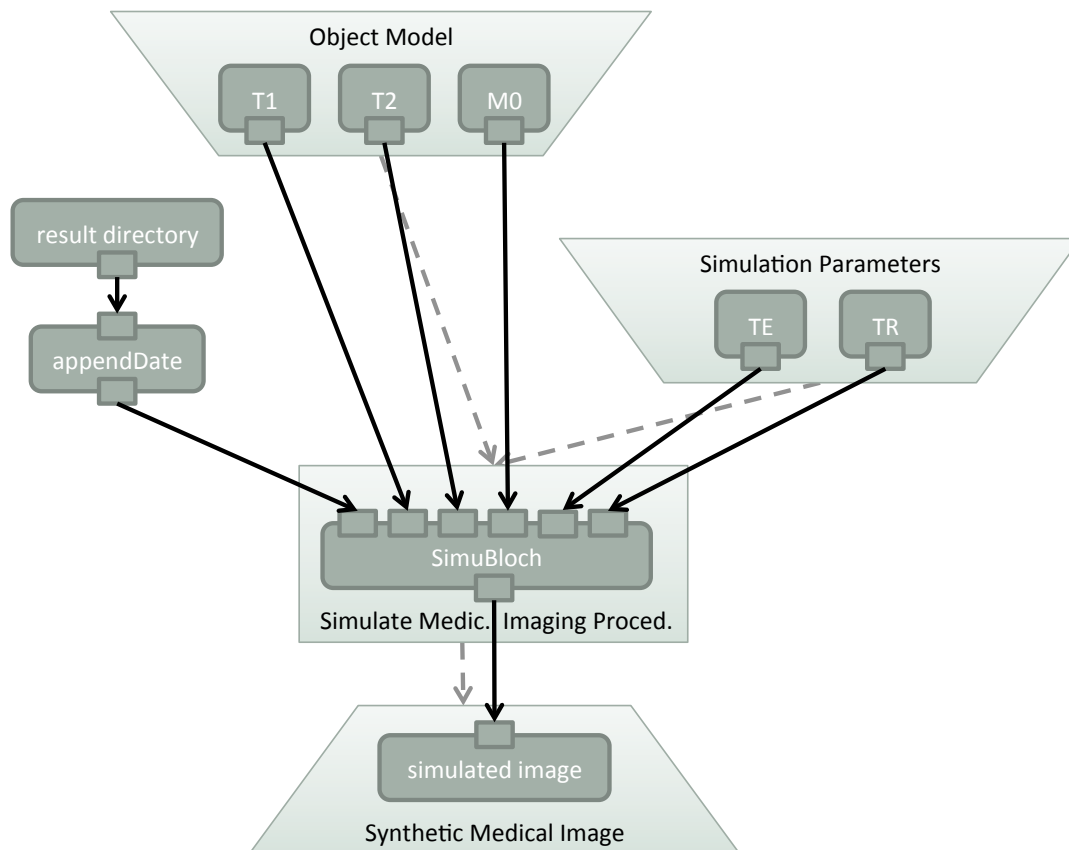 Object Model
T1
T2
M0
result directory
appendDate
Simulation Parameters
TE
TR
SimuBloch
Simulate Medic. Imaging Proced.
simulated image
Synthetic Medical Image